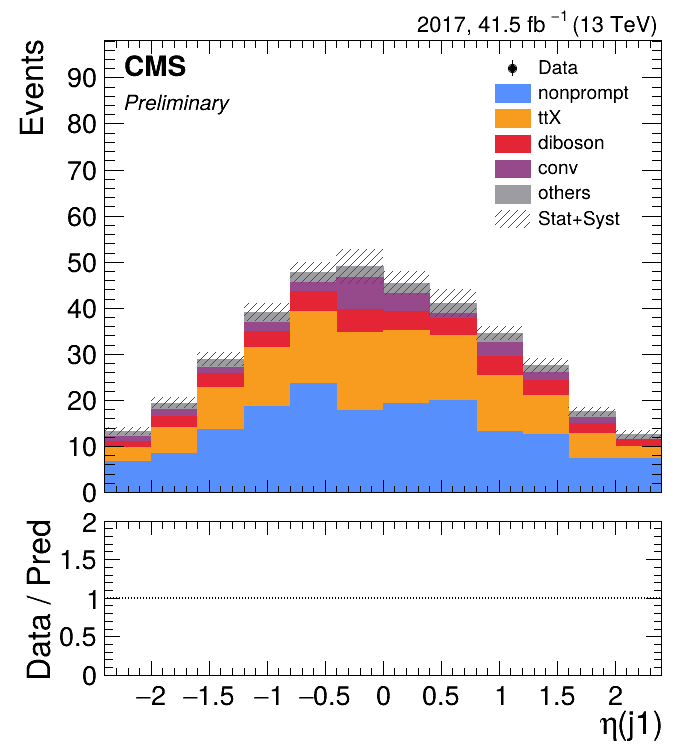 2017, 41.5 fb⁻¹ (13 TeV)
CMS
Preliminary
Data
nonprompt
ttX
diboson
conv
others
Stat+Syst
Events
90
80
70
60
50
40
30
20
10
0
Data / Pred
2
1.5
1
0.5
0
−2 −1.5 −1 −0.5 0 0.5 1 1.5 2
η(j1)